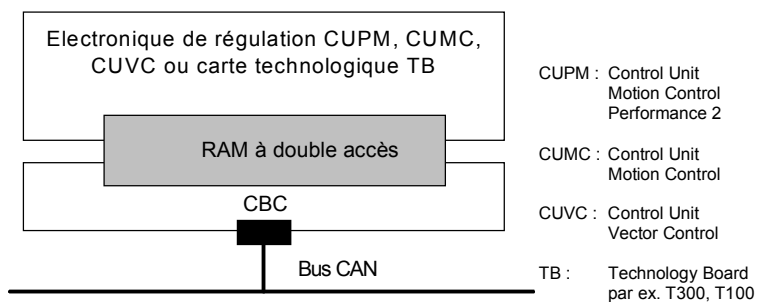 Electronique de régulation CUPM, CUMC,
CUVC ou carte technologique TB
RAM à double accès
CBC
Bus CAN
CUPM : Control Unit
Motion Control
Performance 2
CUMC : Control Unit
Motion Control
CUVC : Control Unit
Vector Control
TB : Technology Board
par ex. T300, T100